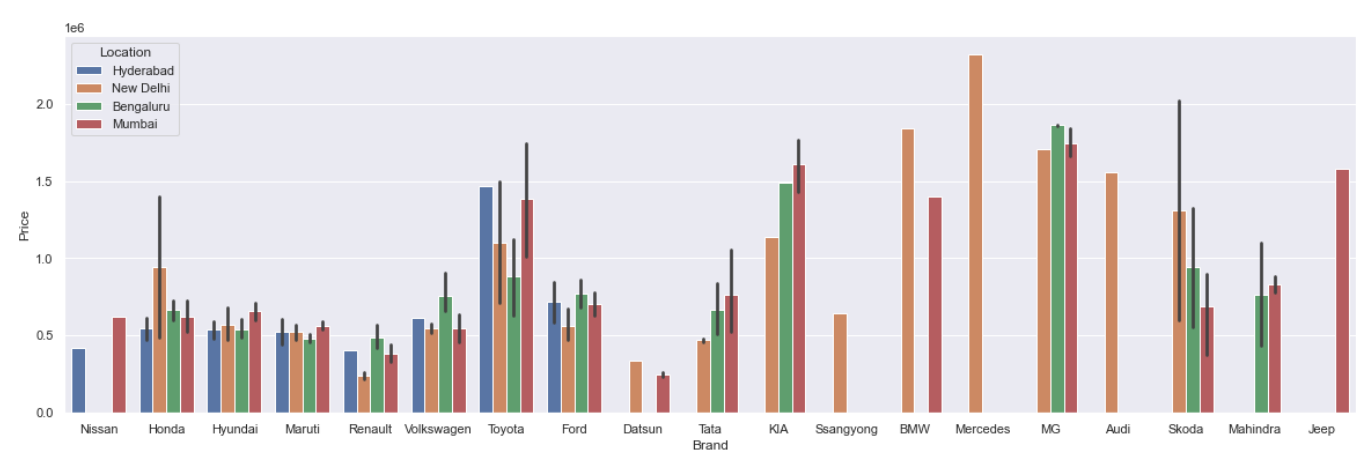 1e6
Location
Hyderabad
New Delhi
Bengaluru
Mumbai
2.0
1.5
1.0
0.5
0.0
Price
Nissan Honda Hyundai Maruti Renault Volkswagen Toyota Ford Datsun Tata KIA Ssangyong BMW Mercedes MG Audi Skoda Mahindra Jeep
Brand